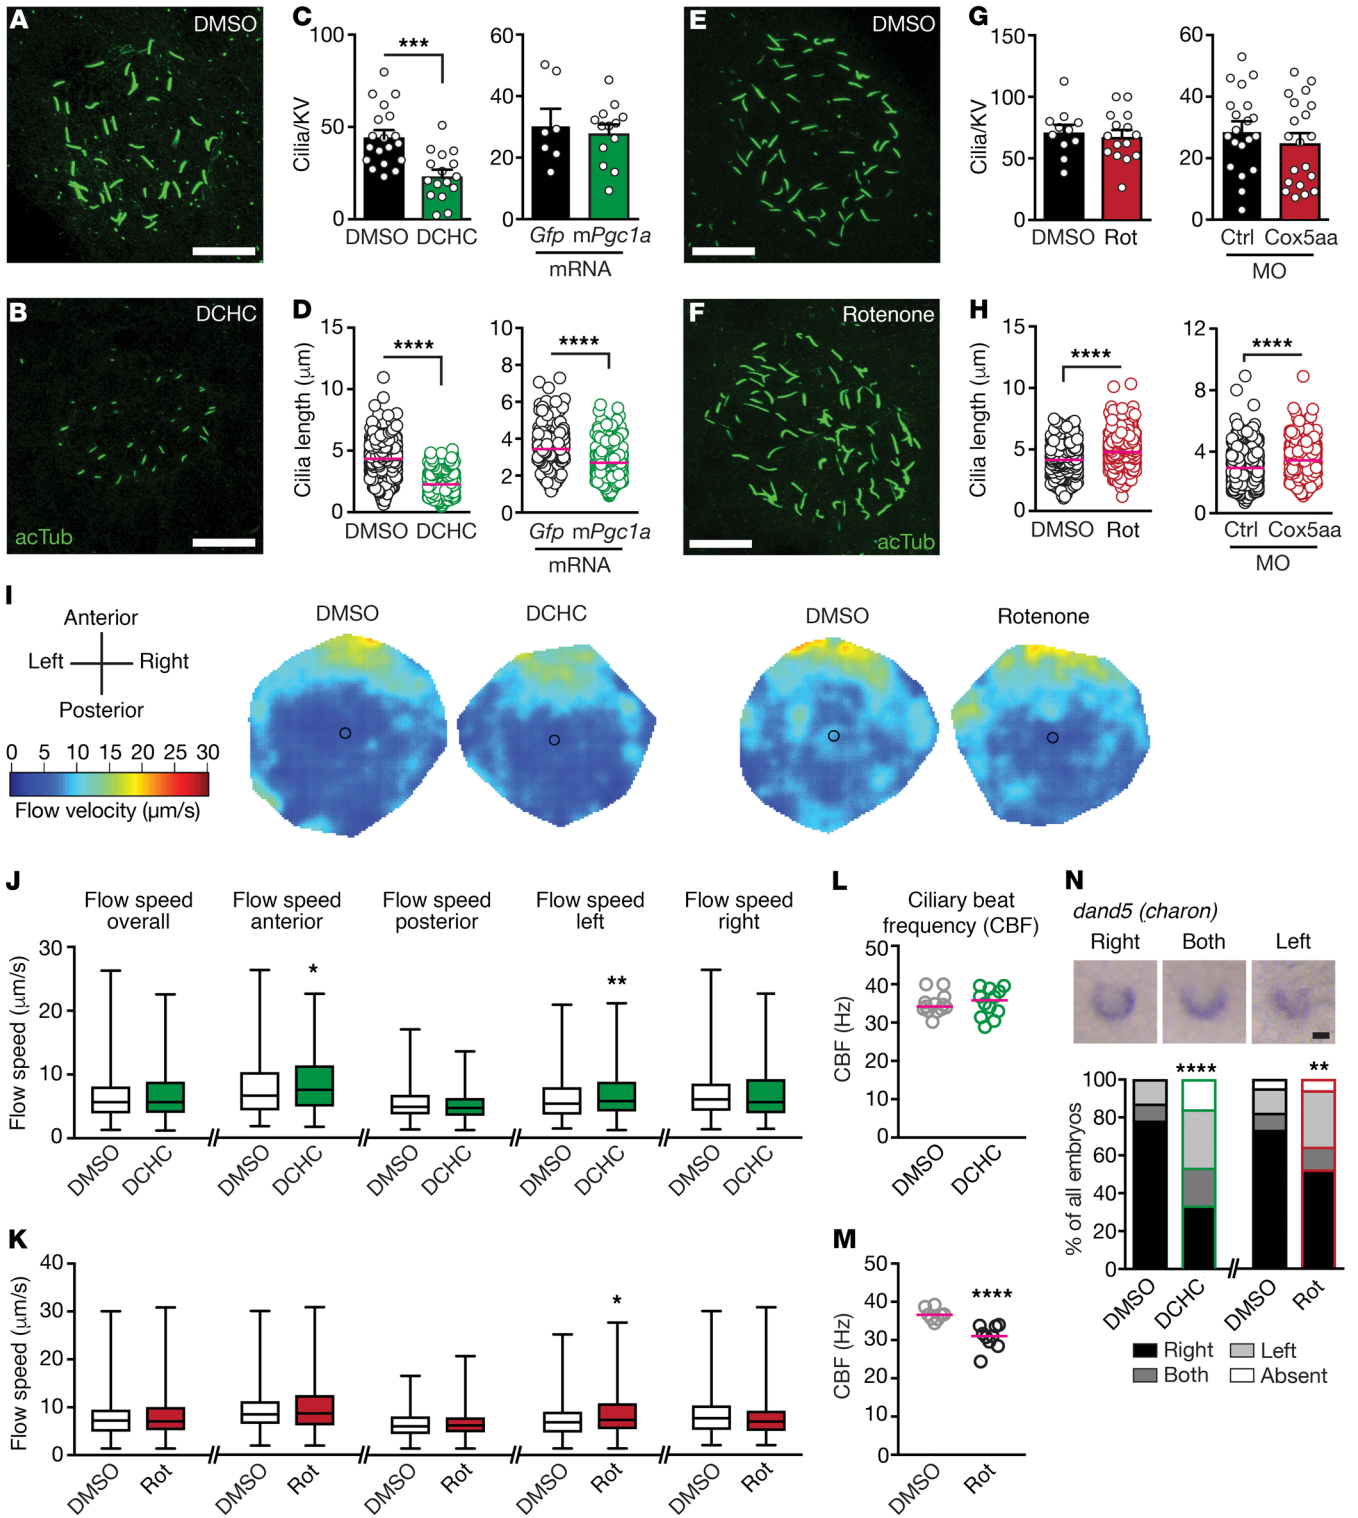 A
DMSO
C
100
50
0
Cilia/KV
***
DMSO DCHC
60
40
20
0
Gfp mPgc1a
mRNA
E
DMSO
G
150
100
50
0
Cilia/KV
DMSO Rot
60
40
20
0
Ctrl Cox5aa
MO
B
DCHC
acTub
D
15
10
5
0
Cilia length (μm)
****
DMSO DCHC
10
8
6
4
2
0
****
Gfp mPgc1a
mRNA
F
Rotenone
acTub
H
15
10
5
0
Cilia length (μm)
****
DMSO Rot
12
8
4
0
****
Ctrl Cox5aa
MO
I
Anterior
Left
Right
Posterior
0 5 10 15 20 25 30
Flow velocity (μm/s)
DMSO
DCHC
DMSO
Rotenone
J
Flow speed
overall
Flow speed
anterior
Flow speed
posterior
Flow speed
left
Flow speed
right
30
20
10
0
Flow speed (μm/s)
*
**
DMSO
DCHC
DMSO
DCHC
DMSO
DCHC
DMSO
DCHC
DMSO
DCHC
L
Ciliary beat
frequency (CBF)
50
40
30
20
10
0
CBF (Hz)
DMSO
DCHC
N
dand5 (charon)
Right
Both
Left
100
80
60
40
20
0
% of all embryos
****
**
DMSO
DCHC
DMSO
Rot
Right
Left
Both
Absent
K
40
30
20
10
0
Flow speed (μm/s)
*
DMSO
Rot
DMSO
Rot
DMSO
Rot
DMSO
Rot
DMSO
Rot
M
50
40
30
20
10
0
CBF (Hz)
****
DMSO
Rot